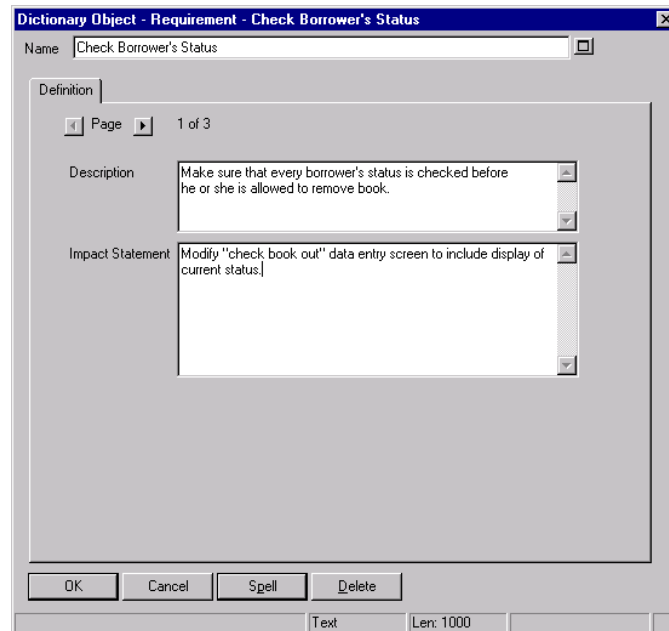 Dictionary Object - Requirement - Check Borrower's Status
Name Check Borrower's Status
Definition
Page 1 of 3
Description Make sure that every borrower's status is checked before
he or she is allowed to remove book.
Impact Statement Modify "check book out" data entry screen to include display of
current status.
OK Cancel Spell Delete
Text Len: 1000